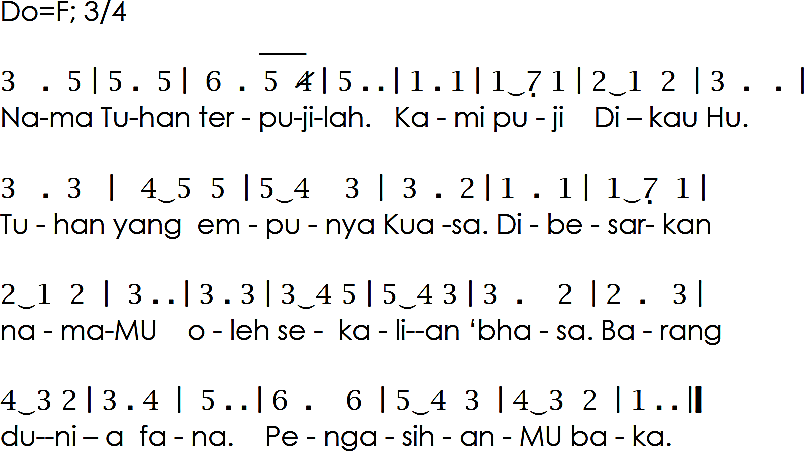 Do=F; 3/4
3 . 5 | 5 . 5 | 6 . 5 4̸ | 5 . . | 1 . 1 | 1‿7̣ 1 | 2‿1 2 | 3 . . |
Na-ma Tu-han ter - pu-ji-lah. Ka - mi pu - ji Di – kau Hu.
3 . 3 | 4‿5 5 | 5‿4 3 | 3 . 2 | 1 . 1 | 1‿7̣ 1 |
Tu - han yang em - pu - nya Kua -sa. Di - be - sar- kan
2‿1 2 | 3 . . | 3 . 3 | 3‿4 5 | 5‿4 3 | 3 . 2 | 2 . 3 |
na - ma-MU o - leh se - ka - li--an ‘bha - sa. Ba - rang
4‿3 2 | 3 . 4 | 5 . . | 6 . 6 | 5‿4 3 | 4‿3 2 | 1 . . ||
du--ni – a fa - na. Pe - nga - sih - an - MU ba - ka.